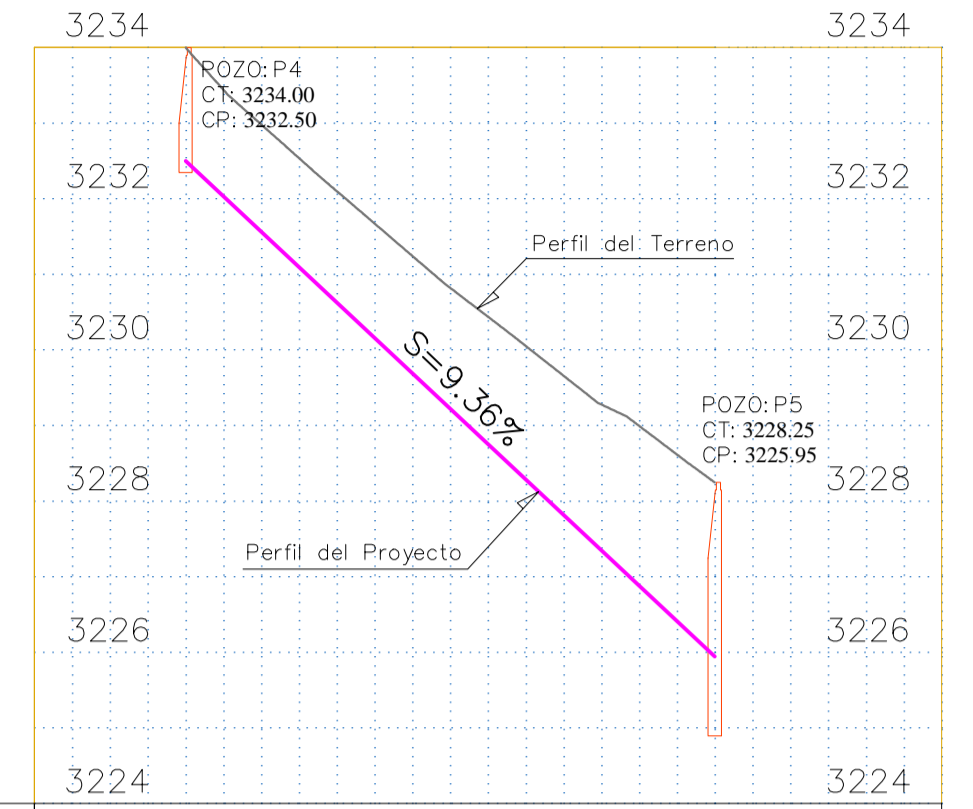 3234 3234
POZO: P4
CT: 3234.00
CP: 3232.50
3232 3232
Perfil del Terreno
3230 3230
S=9.36%
POZO: P5
CT: 3228.25
CP: 3225.95
3228 3228
Perfil del Proyecto
3226 3226
3224 3224